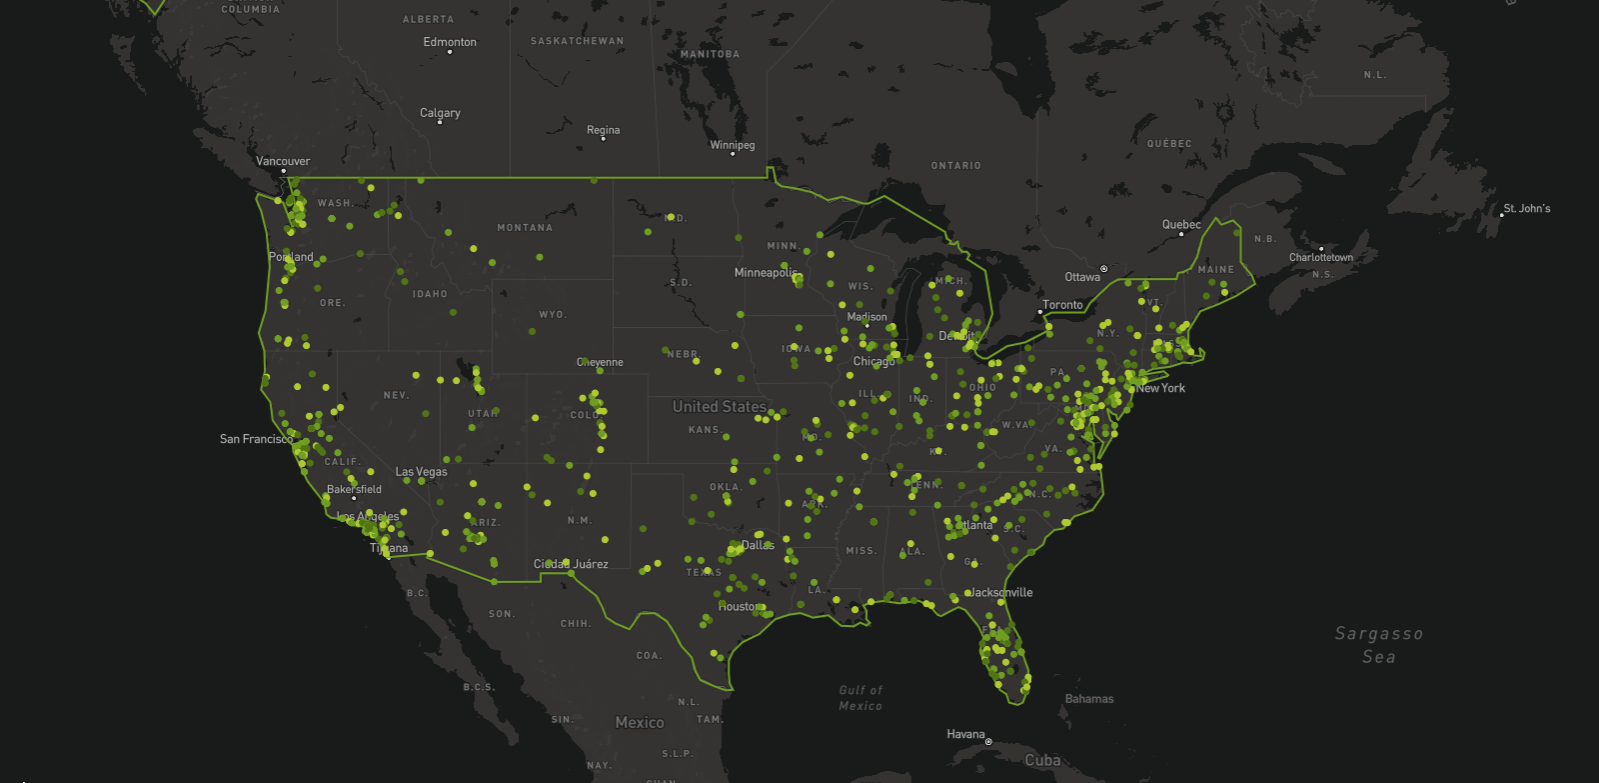 COLUMBIA
ALBERTA
Edmonton
SASKATCHEWAN
MANITOBA
N.L.
Calgary
Regina
Winnipeg
QUÉBEC
Vancouver
ONTARIO
WASH.
St. John's
MONTANA
N.D.
Quebec
N.B.
MINN.
Portland
Charlottetown
N.S.
Minneapolis
Ottawa
MAINE
IDAHO
S.D.
WIS.
MICH.
ORE.
WYO.
Toronto
VT.
Madison
N.Y.
Detroit
IOWA
NEBR.
Cheyenne
Chicago
PA.
OHIO
New York
NEV.
ILL.
IND.
UTAH
COLO.
United States
W.VA.
KANS.
MO.
San Francisco
VA.
KY.
CALIF.
Las Vegas
Bakersfield
OKLA.
TENN.
N.C.
ARK.
Los Angeles
ARIZ.
N.M.
Atlanta
S.C.
Tijuana
Dallas
MISS.
ALA.
GA.
Ciudad Juárez
TEXAS
B.C.
LA.
Jacksonville
Houston
SON.
CHIH.
Sargasso
Sea
COA.
B.C.S.
Gulf of
Mexico
Bahamas
N.L.
SIN.
Mexico
TAM.
Havana
S.L.P.
Cuba
NAY.